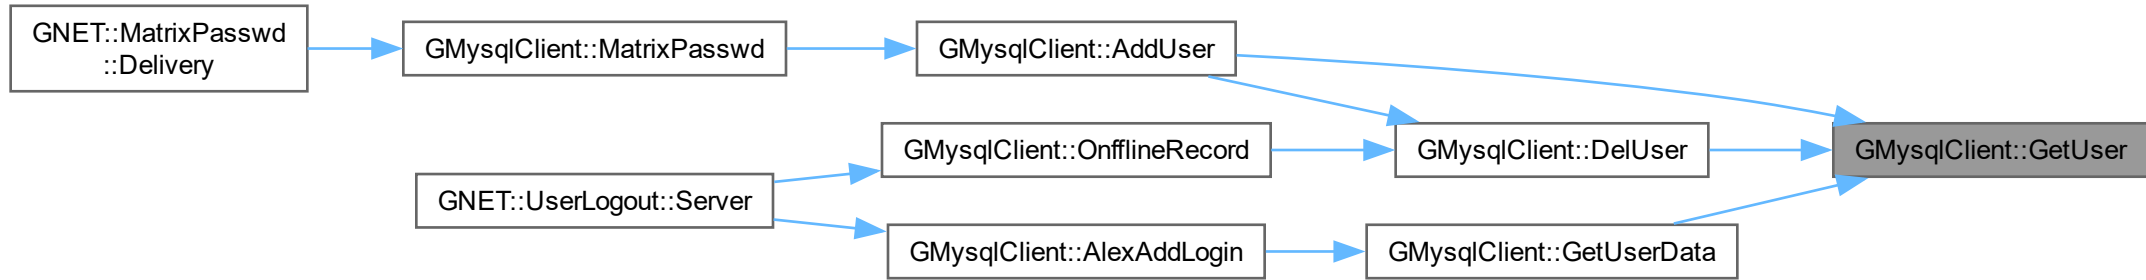 GNET::MatrixPasswd
::Delivery
GMysqlClient::MatrixPasswd
GMysqlClient::AddUser
GMysqlClient::OnfflineRecord
GMysqlClient::DelUser
GMysqlClient::GetUser
GNET::UserLogout::Server
GMysqlClient::AlexAddLogin
GMysqlClient::GetUserData